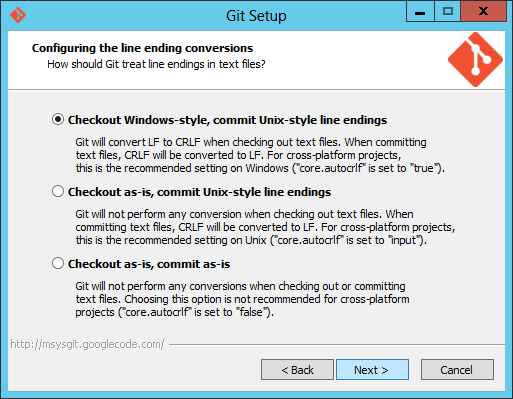 Git Setup
Configuring the line ending conversions
How should Git treat line endings in text files?
Checkout Windows-style, commit Unix-style line endings
Git will convert LF to CRLF when checking out text files. When committing
text files, CRLF will be converted to LF. For cross-platform projects,
this is the recommended setting on Windows ("core.autocrlf" is set to "true").
Checkout as-is, commit Unix-style line endings
Git will not perform any conversion when checking out text files. When
committing text files, CRLF will be converted to LF. For cross-platform projects,
this is the recommended setting on Unix ("core.autocrlf" is set to "input").
Checkout as-is, commit as-is
Git will not perform any conversions when checking out or committing
text files. Choosing this option is not recommended for cross-platform
projects ("core.autocrlf" is set to "false").
http://msysgit.googlecode.com/
< Back
Next >
Cancel